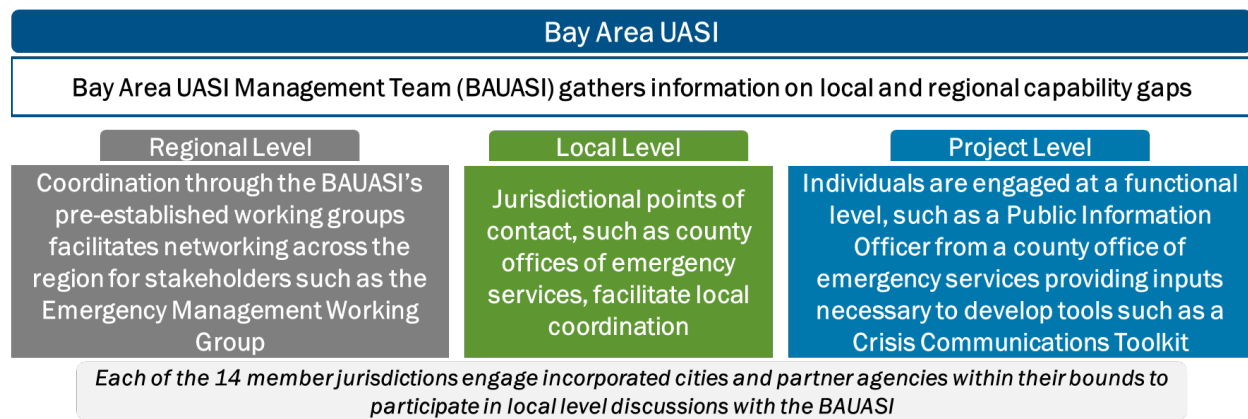 Bay Area UASI
Bay Area UASI Management Team (BAUASI) gathers information on local and regional capability gaps
Regional Level
Coordination through the BAUASI’s
pre-established working groups
facilitates networking across the
region for stakeholders such as the
Emergency Management Working
Group
Local Level
Jurisdictional points of
contact, such as county
offices of emergency
services, facilitate local
coordination
Project Level
Individuals are engaged at a functional
level, such as a Public Information
Officer from a county office of
emergency services providing inputs
necessary to develop tools such as a
Crisis Communications Toolkit
Each of the 14 member jurisdictions engage incorporated cities and partner agencies within their bounds to
participate in local level discussions with the BAUASI